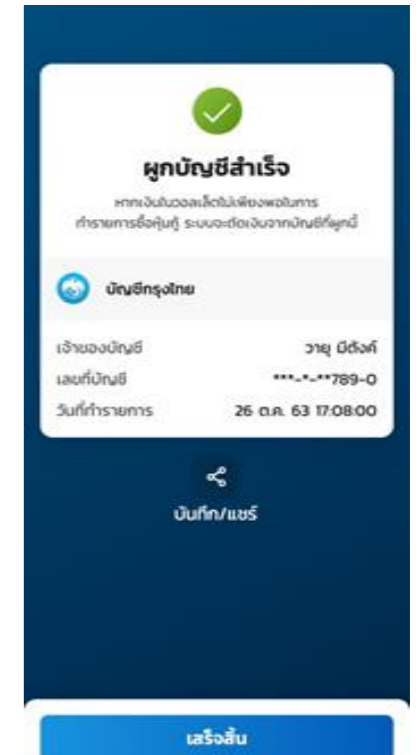 ผูกบัญชีสำเร็จ
หากเงินในวอลเล็ตไม่เพียงพอในการ
ทำรายการซื้อหุ้นกู้ ระบบจะตัดเงินจากบัญชีที่ผูกนี้
บัญชีกรุงไทย
เจ้าของบัญชี วายุ มีตังค์
เลขที่บัญชี ***-*-**789-0
วันที่ทำรายการ 26 ต.ค. 63 17:08:00
บันทึก/แชร์
เสร็จสิ้น